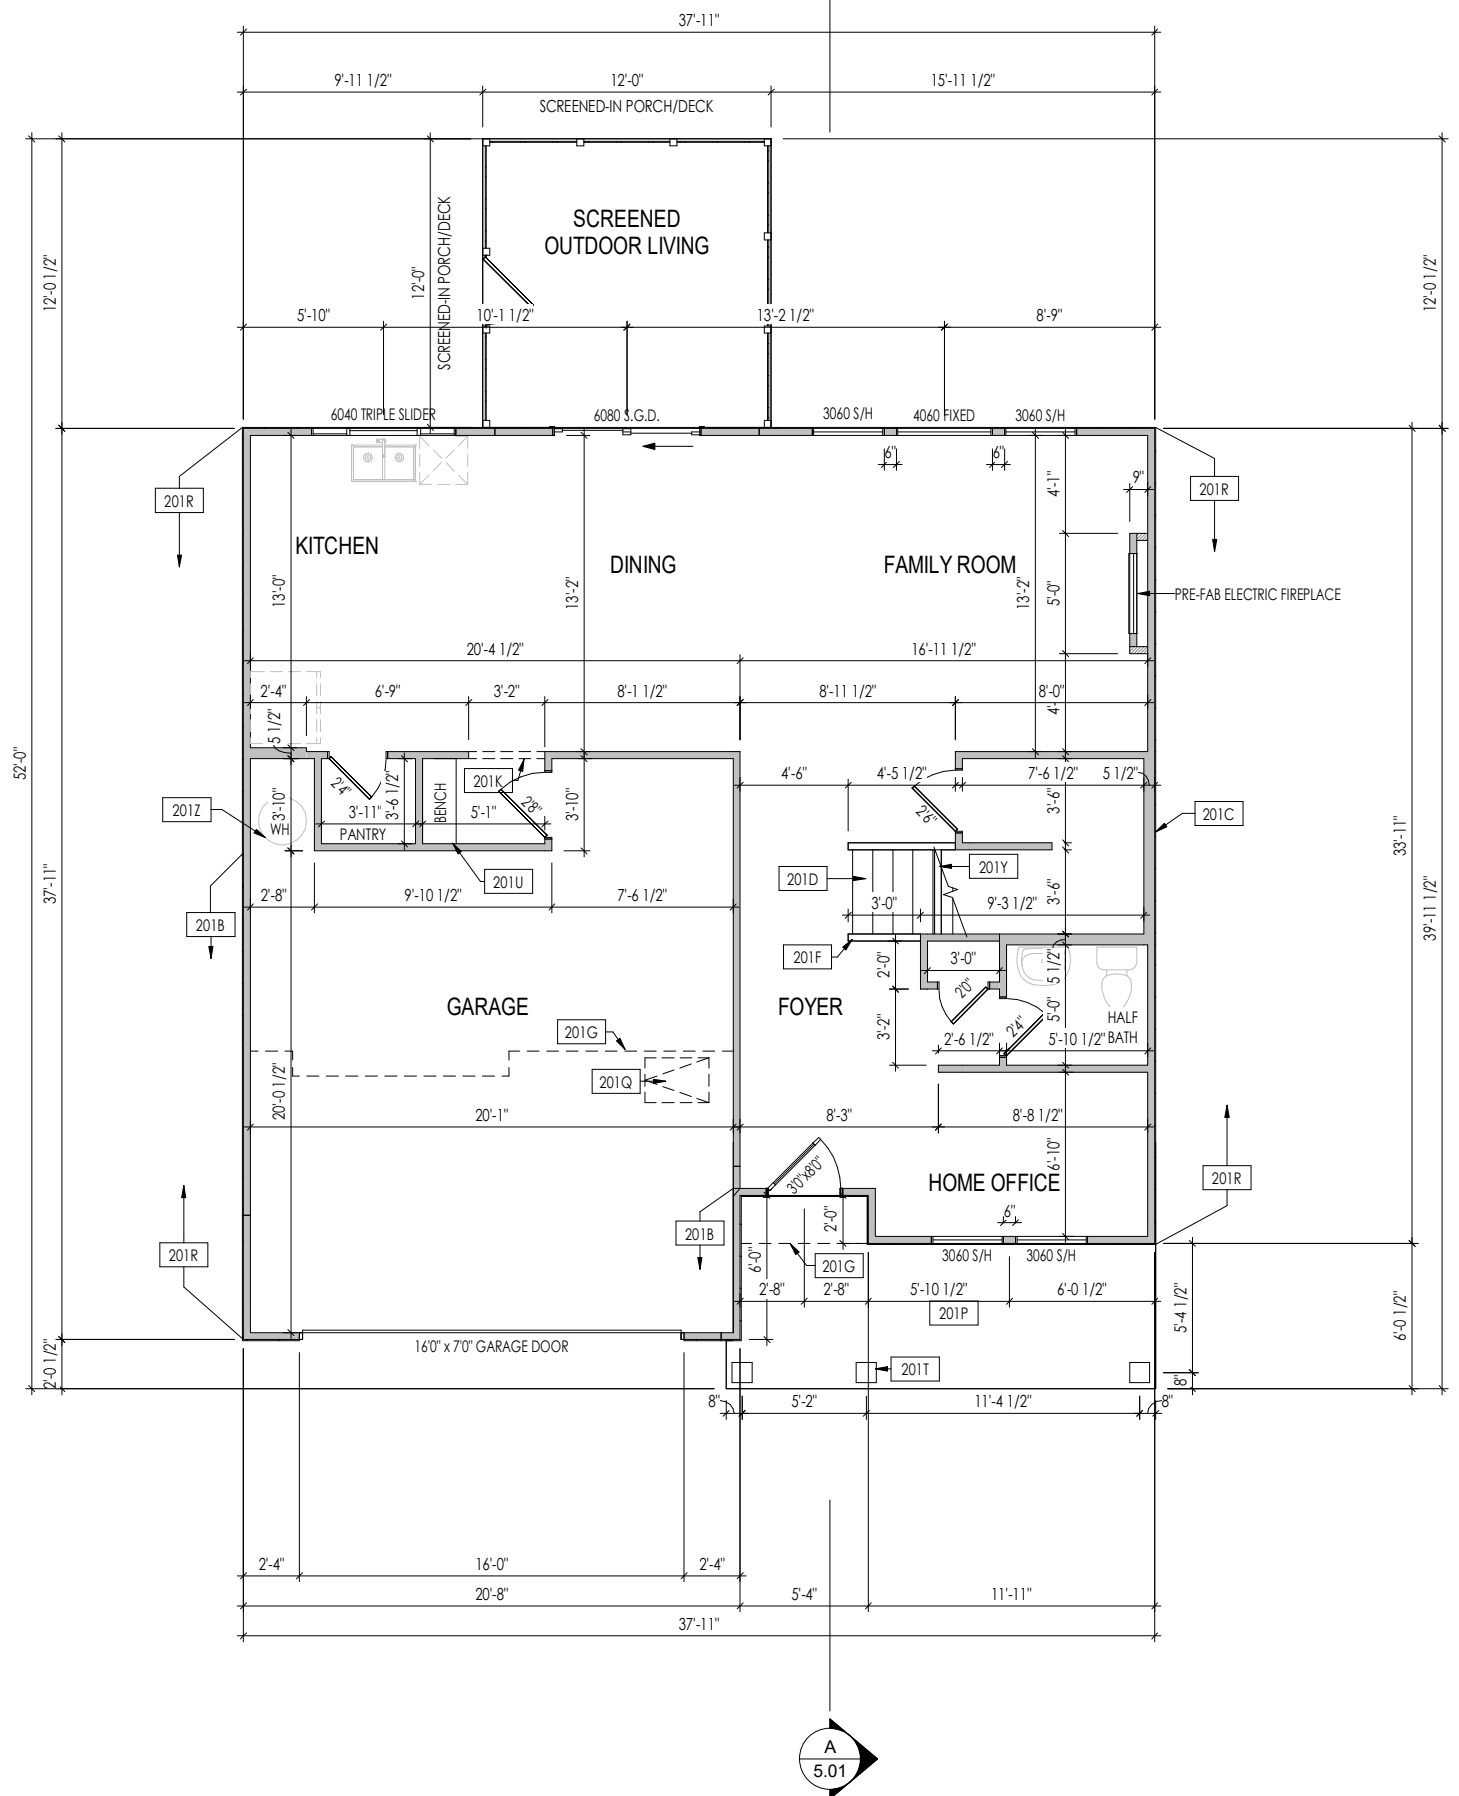 37'-11"
9'-11 1/2"
12'-0"
15'-11 1/2"
SCREENED-IN PORCH/DECK
SCREENED
OUTDOOR LIVING
12'-0"
SCREENED-IN PORCH/DECK
12'-0 1/2"
12'-0 1/2"
5'-10"
10'-1 1/2"
13'-2 1/2"
8'-9"
6040 TRIPLE SLIDER
6080 S.G.D.
3060 S/H
4060 FIXED
3060 S/H
6"
6"
4'-1"
9"
201R
201R
KITCHEN
DINING
FAMILY ROOM
13'-0"
13'-2"
13'-2"
5'-0"
PRE-FAB ELECTRIC FIREPLACE
20'-4 1/2"
16'-11 1/2"
2'-4"
6'-9"
3'-2"
8'-1 1/2"
8'-11 1/2"
8'-0"
4'-
5 1/2"
52'-0"
37'-11"
33'-11"
39'-11 1/2"
201K
4'-6"
4'-5 1/2"
7'-6 1/2"
5 1/2"
201Z
WH
3'-10"
2'4"
3'-11"
PANTRY
3'-6 1/2"
BENCH
5'-1"
2'8"
3'-10"
2'6"
3'-6"
201C
201U
201D
201Y
2'-8"
9'-10 1/2"
7'-6 1/2"
3'-0"
9'-3 1/2"
3'-6"
201B
201F
2'-0"
3'-0"
5 1/2"
GARAGE
FOYER
2'0"
5'-0"
HALF
BATH
201G
3'-2"
2'-6 1/2"
2'4"
5'-10 1/2"
201Q
20'-0 1/2"
20'-1"
8'-3"
8'-8 1/2"
6'-10"
3'0"x8'0"
HOME OFFICE
201R
6"
2'-0"
201B
201R
6'-0"
201G
3060 S/H
3060 S/H
2'-8"
2'-8"
5'-10 1/2"
6'-0 1/2"
201P
5'-4 1/2"
6'-0 1/2"
16'0" x 7'0" GARAGE DOOR
2'-0 1/2"
201T
8"
8"
5'-2"
11'-4 1/2"
8"
2'-4"
16'-0"
2'-4"
20'-8"
5'-4"
11'-11"
37'-11"
A
5.01